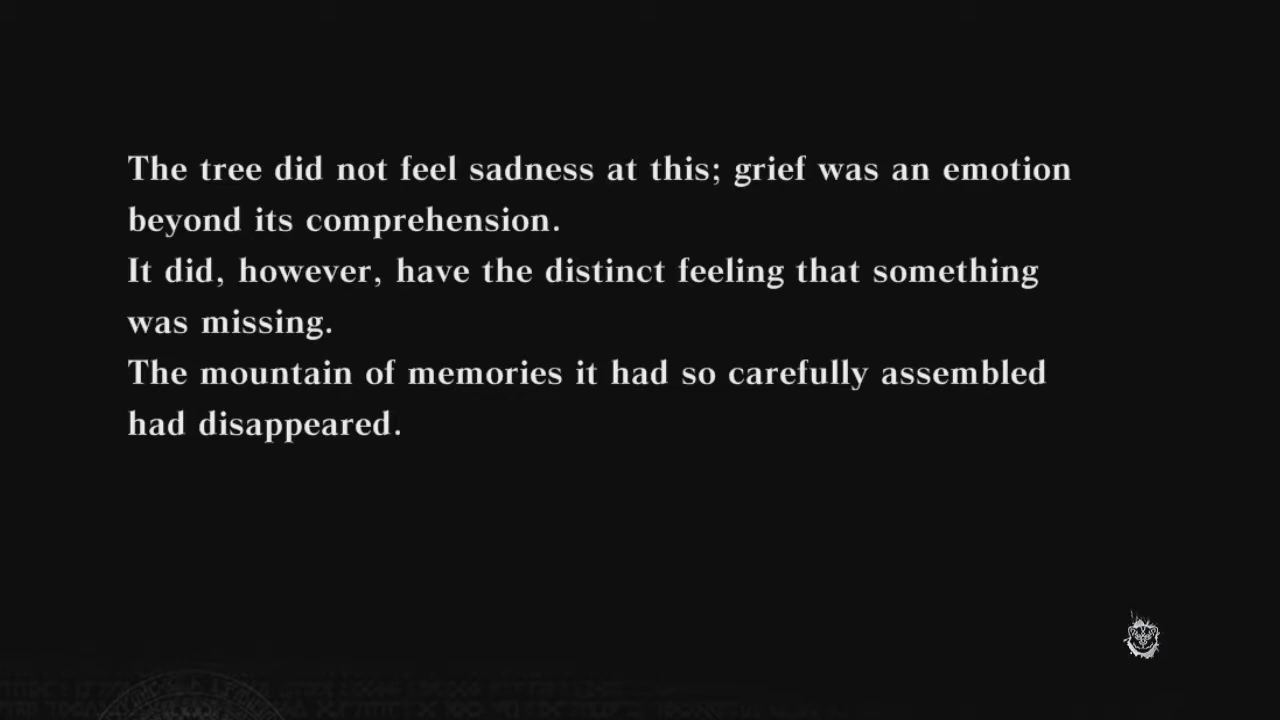 The tree did not feel sadness at this; grief was an emotion
beyond its comprehension.
It did, however, have the distinct feeling that something
was missing.
The mountain of memories it had so carefully assembled
had disappeared.